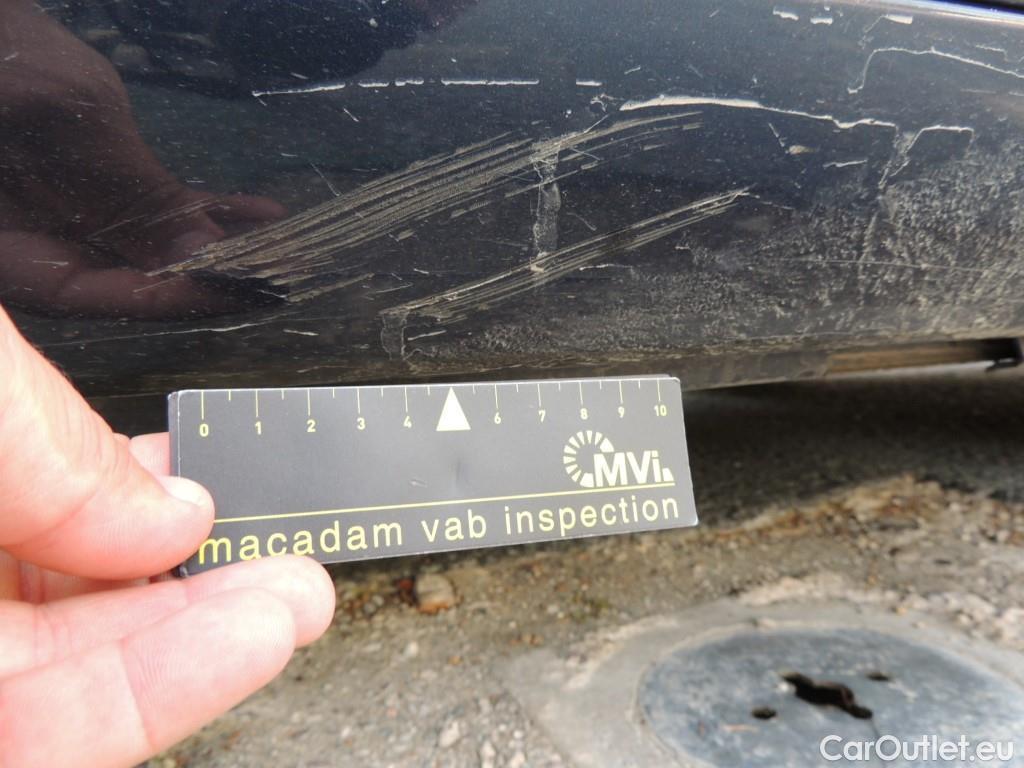 0 1 2 3 4 6 7 8 9 10
MVi
macadam vab inspection
CarOutlet.eu